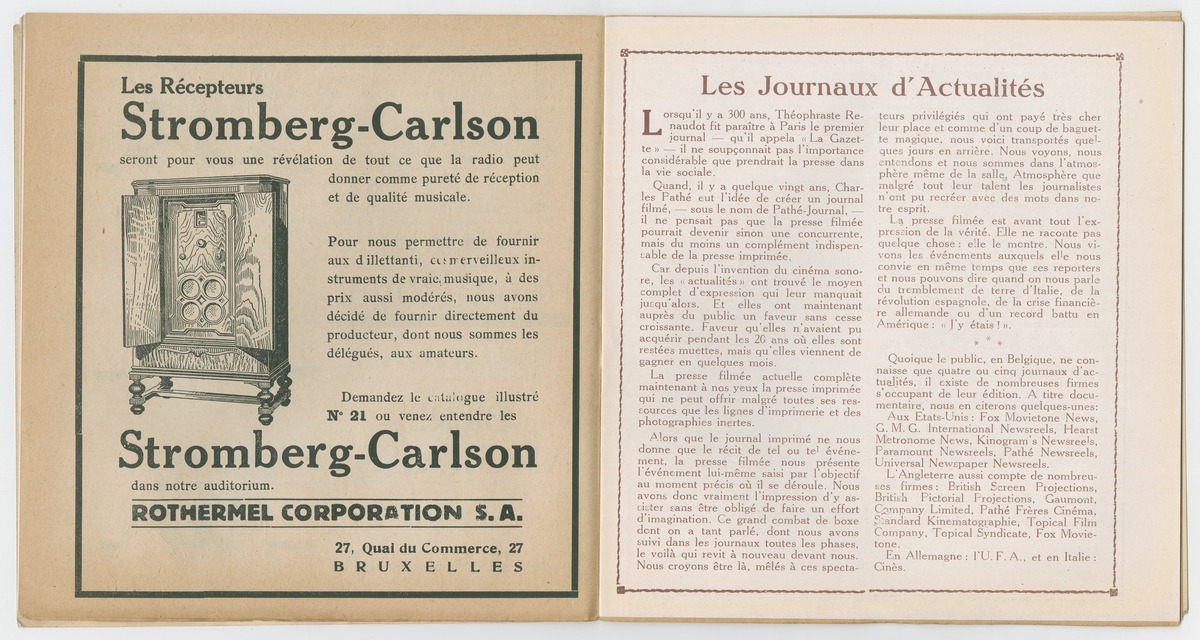 Les Récepteurs
Stromberg-Carlson
seront pour vous une révélation de tout ce que la radio peut
donner comme pureté de réception
et de qualité musicale.
Pour nous permettre de fournir
aux dillettanti, ces merveilleux in-
struments de vraie musique, à des
prix aussi modérés, nous avons
décidé de fournir directement du
producteur, dont nous sommes les
délégués, aux amateurs.
Demandez le catalogue illustré
N° 21 ou venez entendre les
Stromberg-Carlson
dans notre auditorium.
ROTHERMEL CORPORATION S. A.
27, Quai du Commerce, 27
BRUXELLES
Les Journaux d'Actualités
Lorsqu'il y a 300 ans, Théophraste Re-
naudot fit paraître à Paris le premier
journal — qu'il appela « La Gazet-
te » — il ne soupçonnait pas l'importance
considérable que prendrait la presse dans
la vie sociale.
Quand, il y a quelque vingt ans, Char-
les Pathé eut l'idée de créer un journal
filmé, — sous le nom de Pathé-Journal, —
il ne pensait pas que la presse filmée
pourrait devenir sinon une concurrente,
mais du moins un complément indispen-
sable de la presse imprimée.
Car depuis l'invention du cinéma sono-
re, les « actualités » ont trouvé le moyen
complet d'expression qui leur manquait
jusqu'alors. Et elles ont maintenant
auprès du public un faveur sans cesse
croissante. Faveur qu'elles n'avaient pu
acquérir pendant les 20 ans où elles sont
restées muettes, mais qu'elles viennent de
gagner en quelques mois.
La presse filmée actuelle complète
maintenant à nos yeux la presse imprimée
qui ne peut offrir malgré toutes ses res-
sources que les lignes d'imprimerie et des
photographies inertes.
Alors que le journal imprimé ne nous
donne que le récit de tel ou tel événe-
ment, la presse filmée nous présente
l'événement lui-même saisi par l'objectif
au moment précis où il se déroule. Nous
avons donc vraiment l'impression d'y as-
sister sans être obligé de faire un effort
d'imagination. Ce grand combat de boxe
dont on a tant parlé, dont nous avons
suivi dans les journaux toutes les phases,
le voilà qui revit à nouveau devant nous.
Nous croyons être là, mêlés à ces specta-
teurs privilégiés qui ont payé très cher
leur place et comme d'un coup de baguet-
te magique, nous voici transportés quel-
ques jours en arrière. Nous voyons, nous
entendons et nous sommes dans l'atmos-
phère même de la salle. Atmosphère que
malgré tout leur talent les journalistes
n'ont pu recréer avec des mots dans no-
tre esprit.
La presse filmée est avant tout l'ex-
pression de la vérité. Elle ne raconte pas
quelque chose : elle le montre. Nous vi-
vons les événements auxquels elle nous
convie en même temps que ses reporters
et nous pouvons dire quand on nous parle
du tremblement de terre d'Italie, de la
révolution espagnole, de la crise financiè-
re allemande ou d'un record battu en
Amérique : « J'y étais ! ».
* * *
Quoique le public, en Belgique, ne con-
naisse que quatre ou cinq journaux d'ac-
tualités, il existe de nombreuses firmes
s'occupant de leur édition. A titre docu-
mentaire, nous en citerons quelques-unes:
Aux Etats-Unis : Fox Movietone News,
G. M. G. International Newsreels, Hearst
Metronome News, Kinogram's Newsreels,
Paramount Newsreels, Pathé Newsreels,
Universal Newspaper Newsreels.
L'Angleterre aussi compte de nombreu-
ses firmes : British Screen Projections,
British Pictorial Projections, Gaumont,
Company Limited, Pathé Frères Cinéma,
Standard Kinematographie, Topical Film
Company, Topical Syndicate, Fox Movie-
tone.
En Allemagne : l'U. F. A., et en Italie :
Cinès.